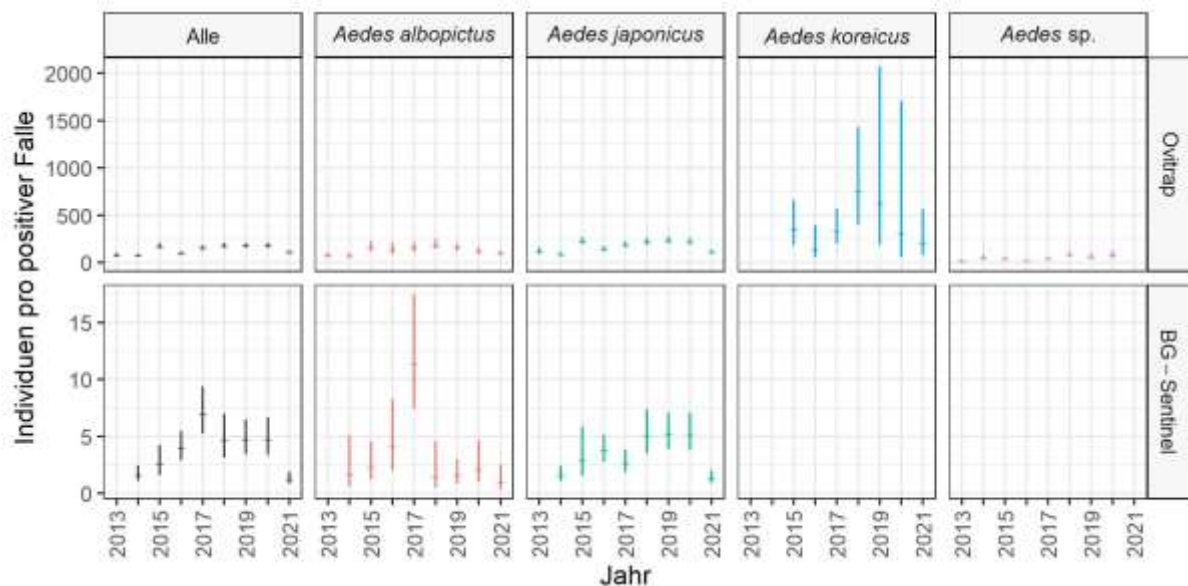 Alle
Aedes albopictus
Aedes japonicus
Aedes koreicus
Aedes sp.
Individuen pro positiver Falle
2000
1500
1000
500
0
Ovitrap
15
10
5
0
BG – Sentinel
2013 2015 2017 2019 2021
2013 2015 2017 2019 2021
2013 2015 2017 2019 2021
2013 2015 2017 2019 2021
2013 2015 2017 2019 2021
Jahr